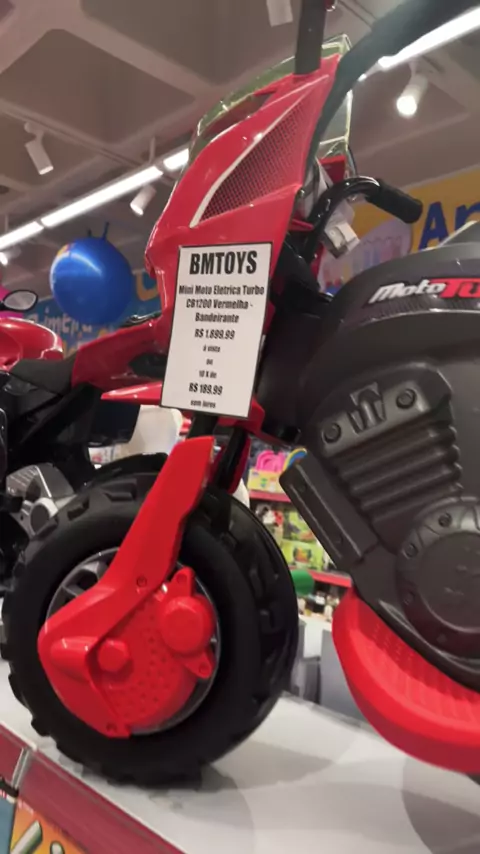 An
MotoTu
BMTOYS
Mini Moto Eletrica Turbo
CB1200 Vermelha -
Bandeirante
R$ 1.899,99
à vista
ou
10 X de
R$ 189,99
sem juros